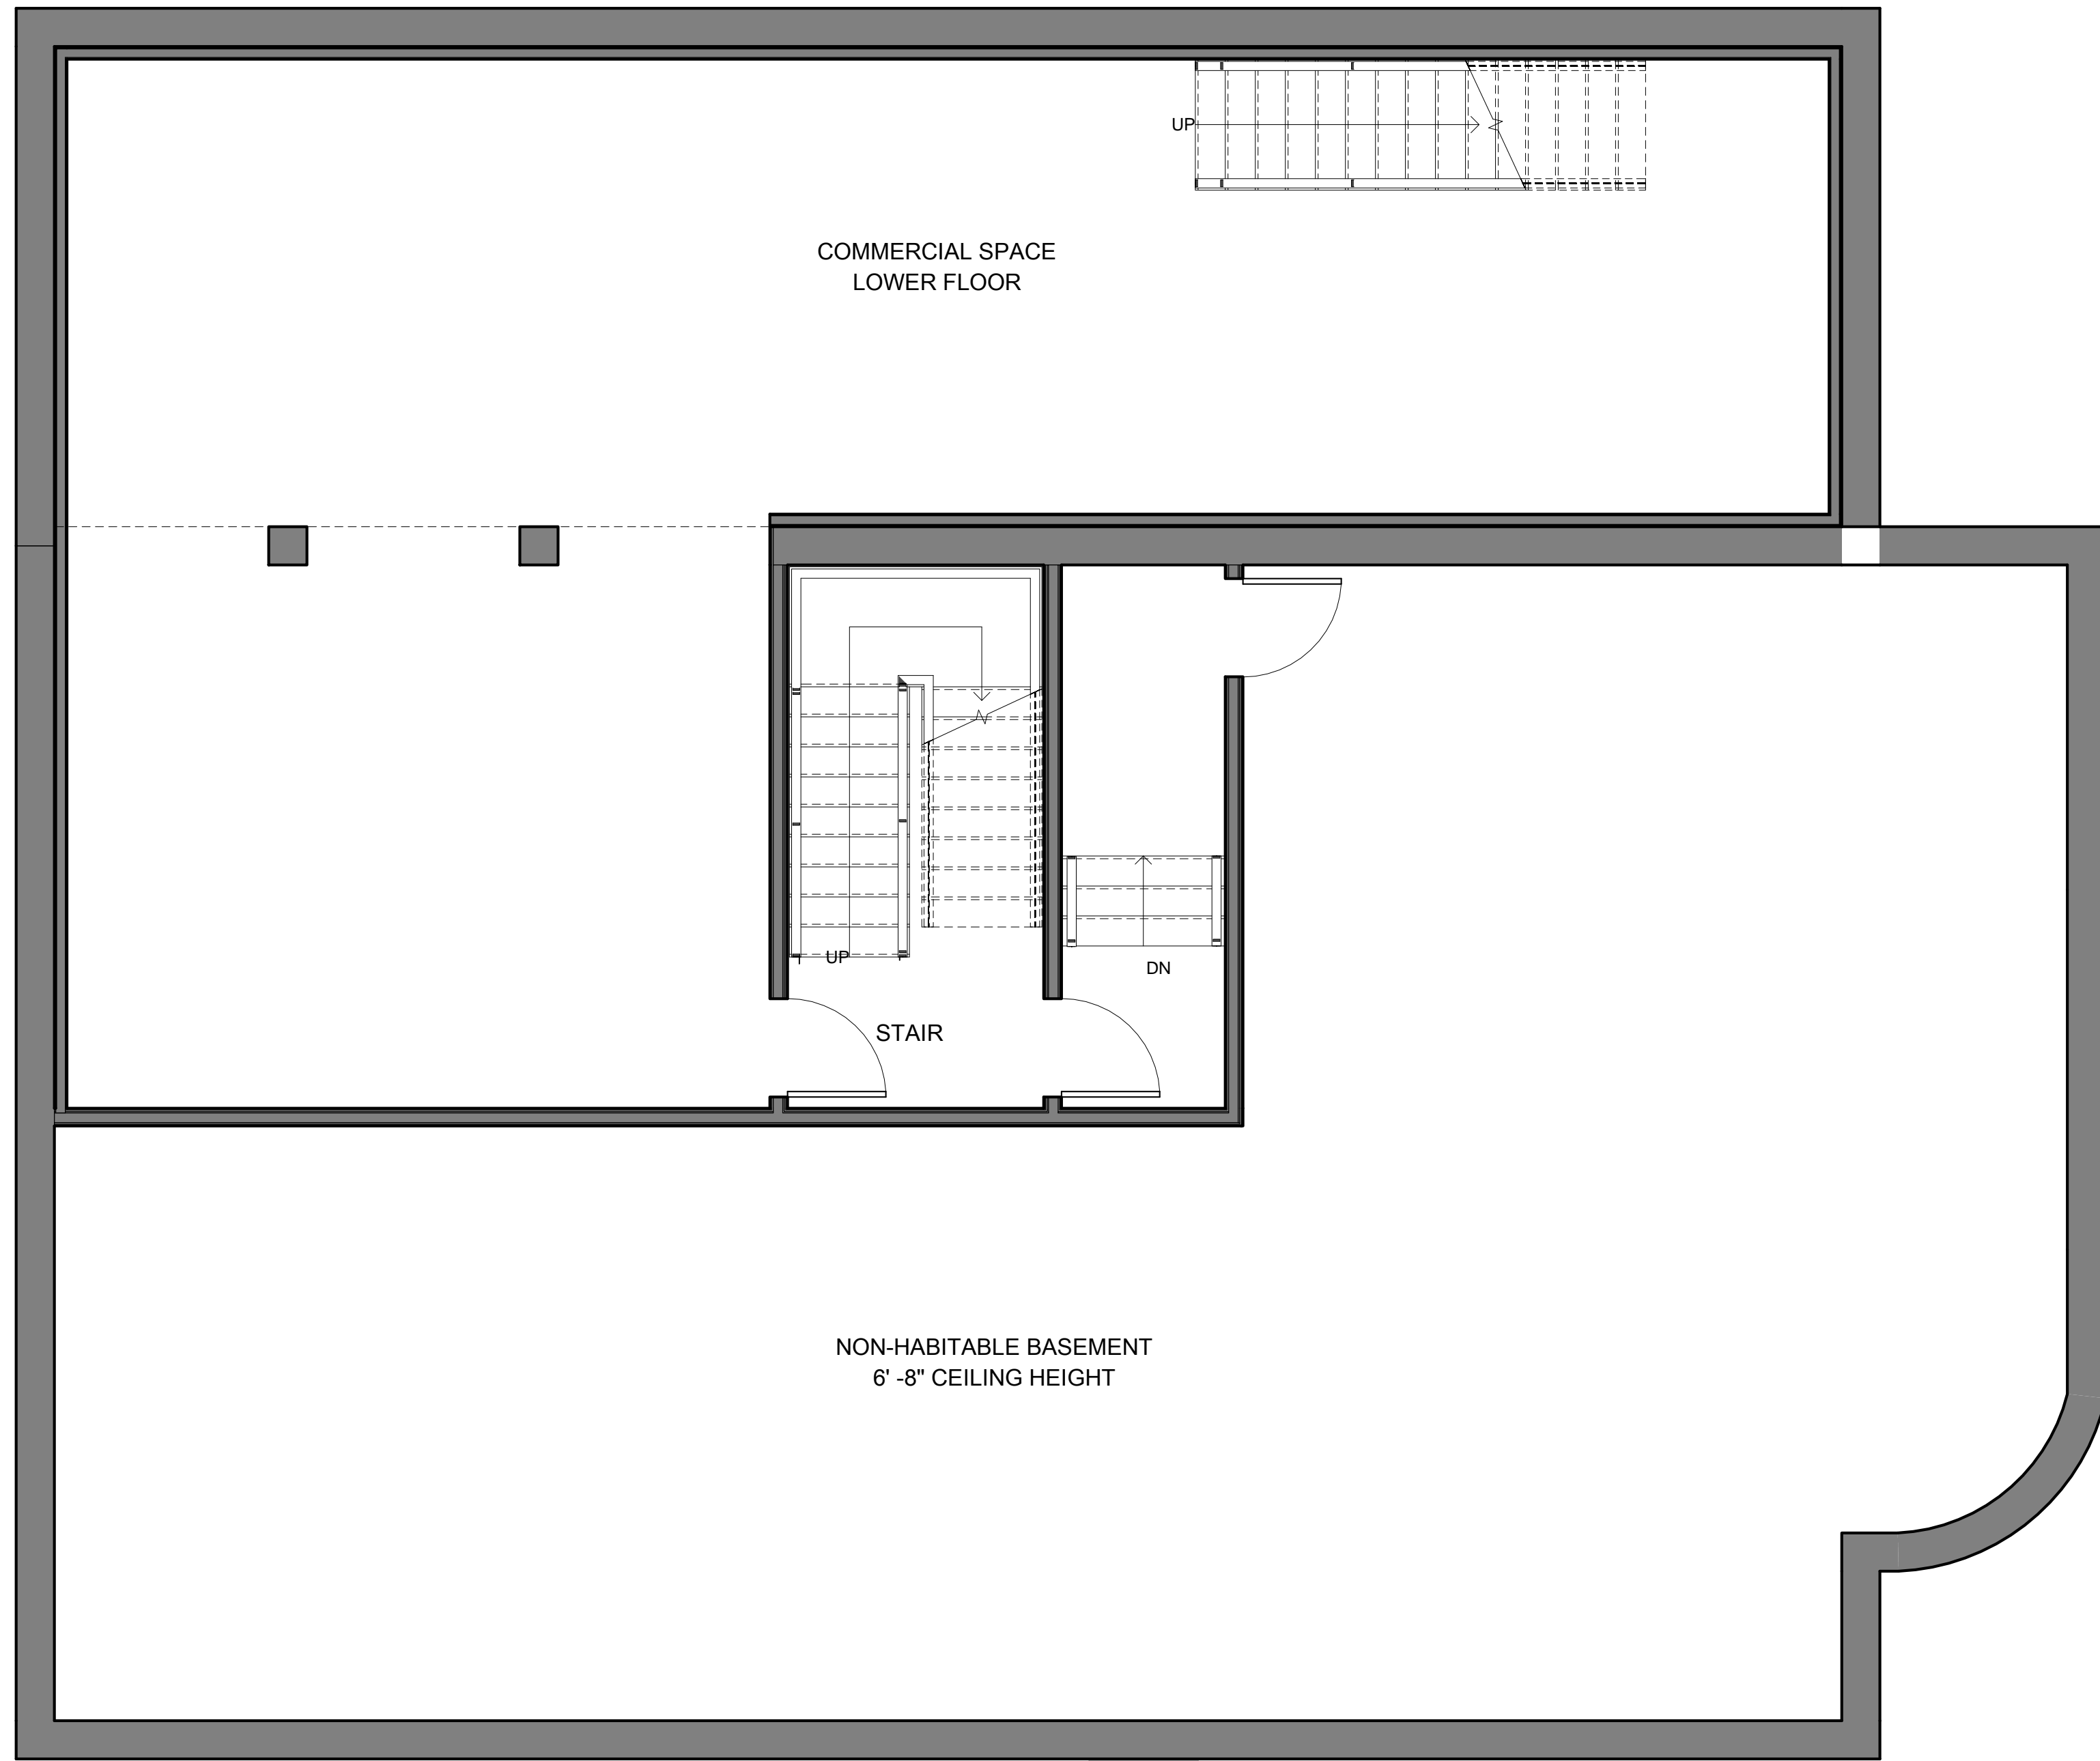 UP
COMMERCIAL SPACE
LOWER FLOOR
UP
DN
STAIR
NON-HABITABLE BASEMENT
6' -8" CEILING HEIGHT